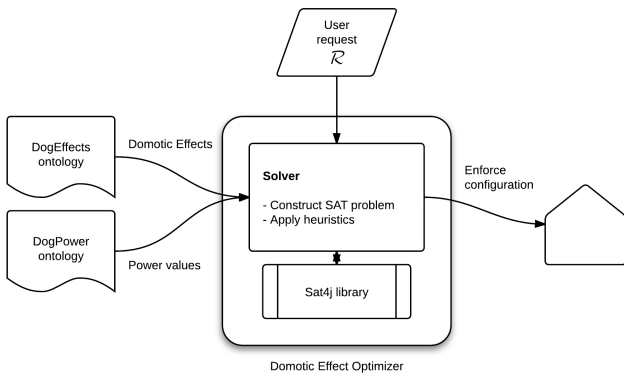 User
request
R
DogEffects
ontology
Domotic Effects
DogPower
ontology
Power values
Solver
- Construct SAT problem
- Apply heuristics
Sat4j library
Enforce
configuration
Domotic Effect Optimizer